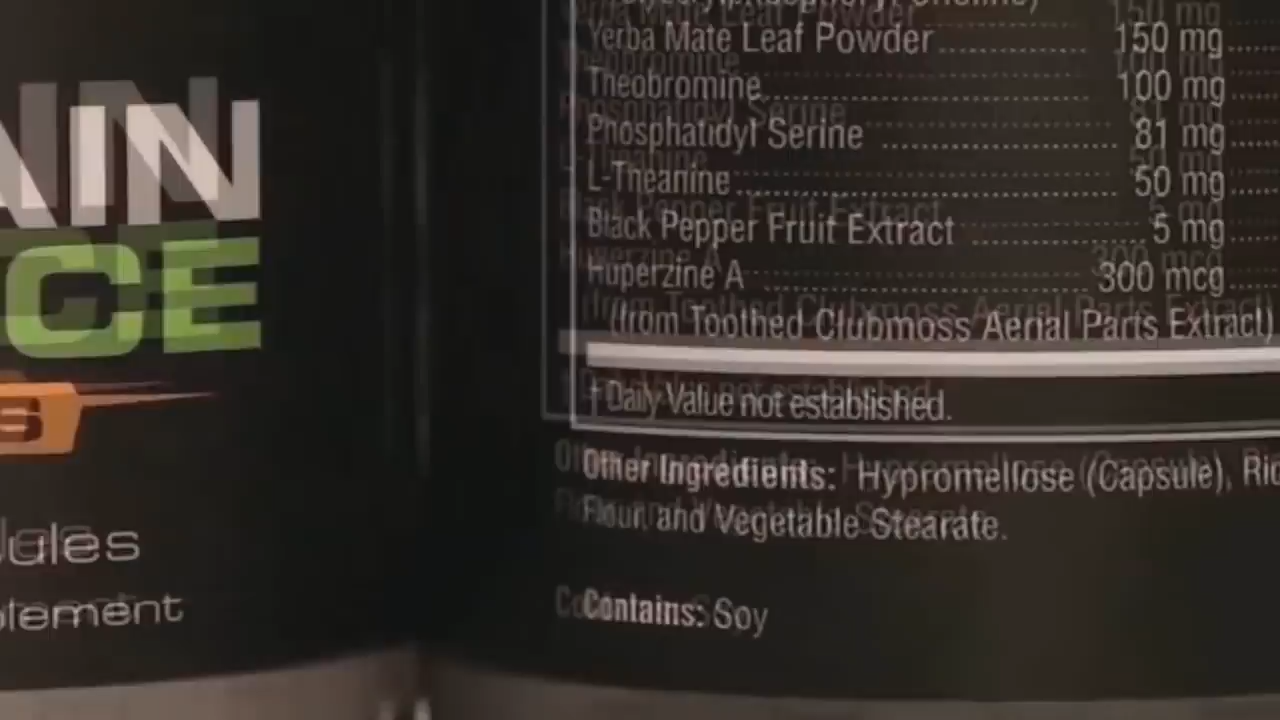 AIN
CE
S
ules
lement
Yerba Mate Leaf Powder 150 mg
Theobromine 100 mg
Phosphatidyl Serine 81 mg
L-Theanine 50 mg
Black Pepper Fruit Extract 5 mg
Huperzine A 300 mcg
(from Toothed Clubmoss Aerial Parts Extract)
† Daily Value not established.
Other Ingredients: Hypromellose (Capsule), Ric
Flour, and Vegetable Stearate.
Contains: Soy